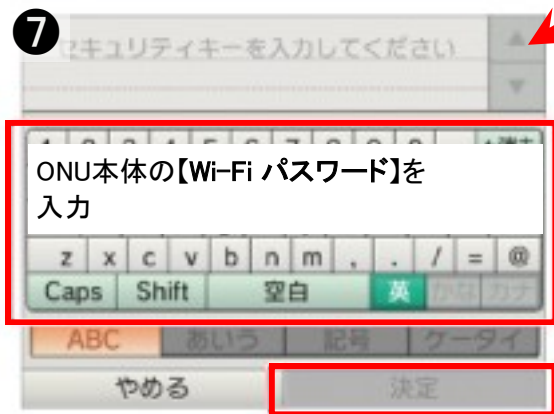 7
セキュリティキーを入力してください
ONU本体の【Wi-Fi パスワード】を
入力
z x c v b n m , . / = @
Caps Shift 空白 英 かな カナ
ABC あいう 記号 ケータイ
やめる 決定